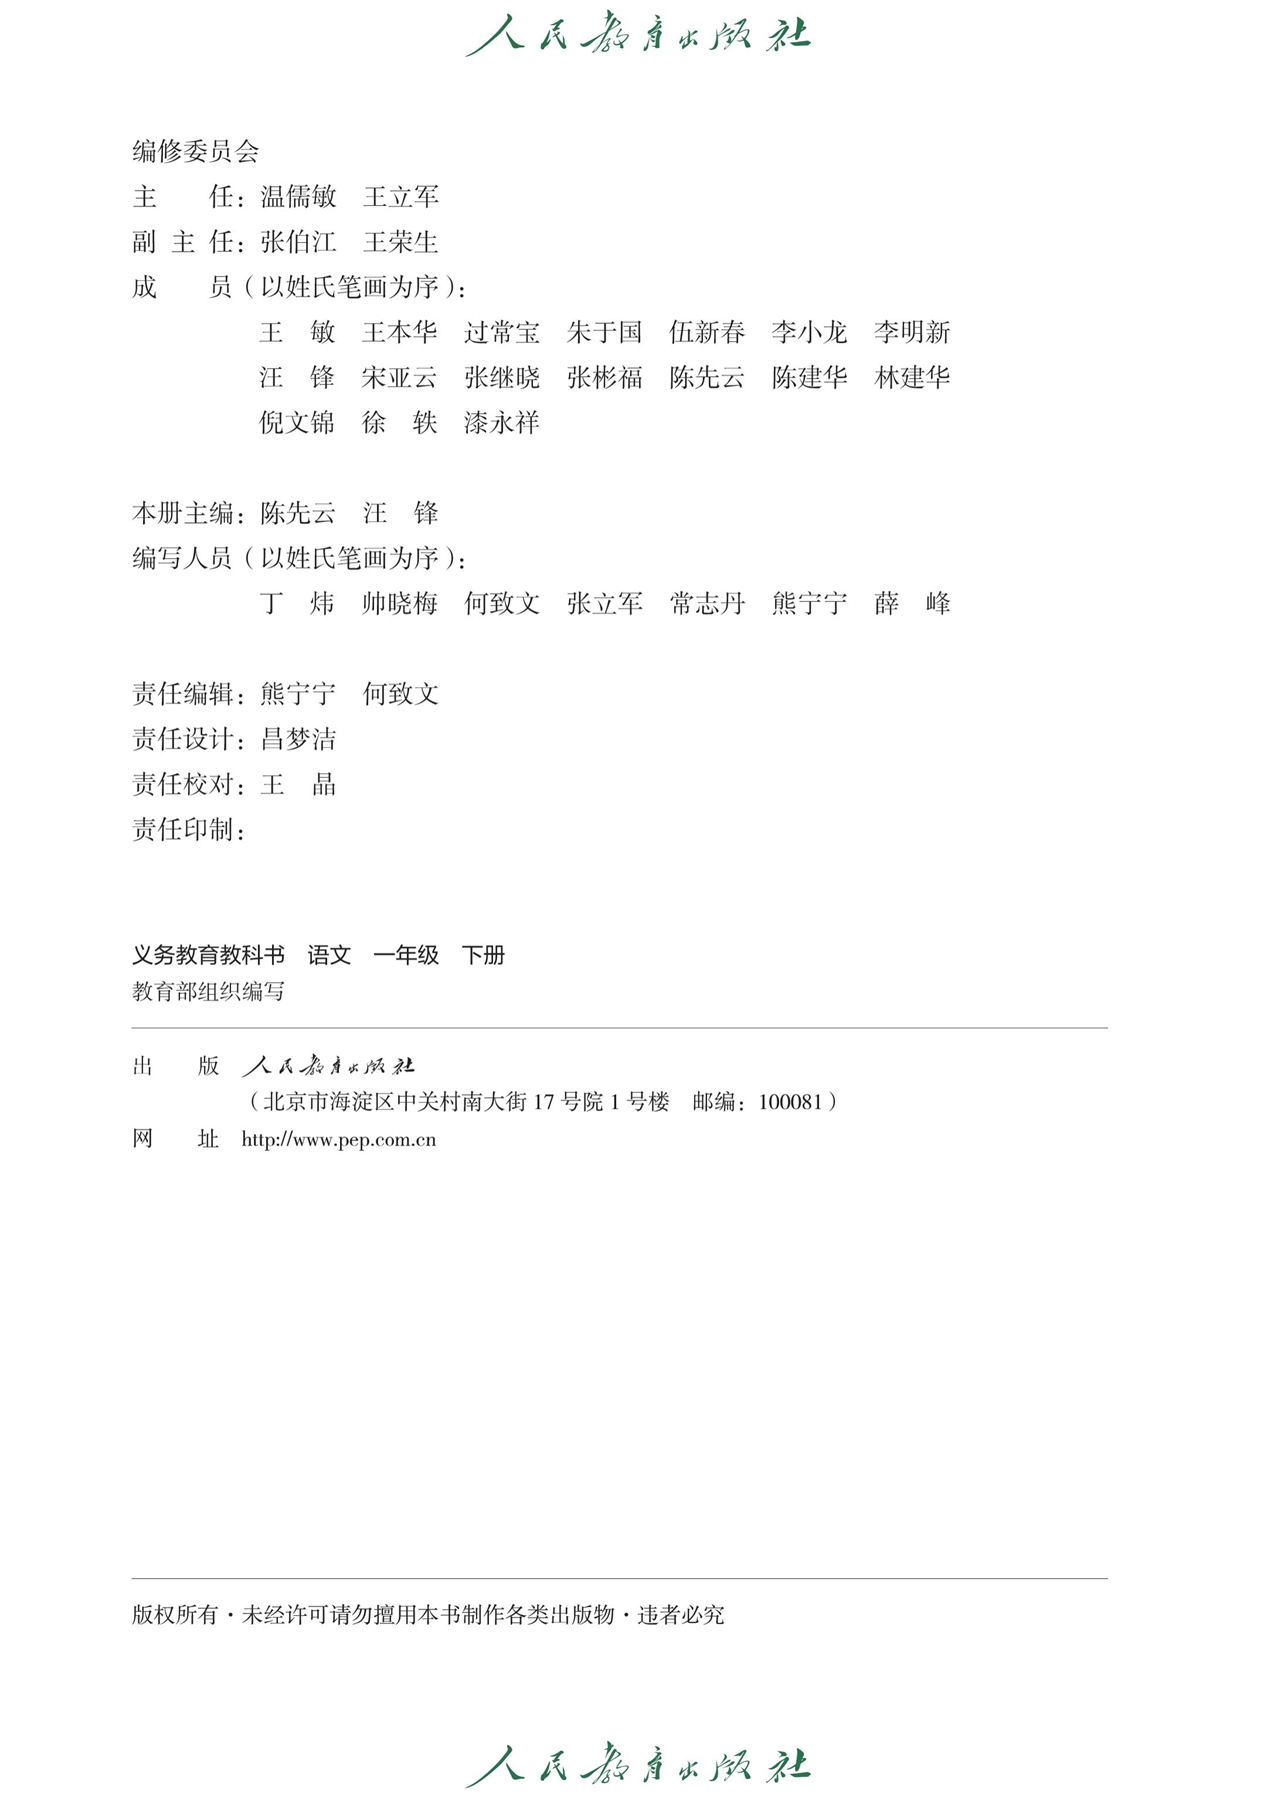 人民教育出版社
编修委员会
主　　任：温儒敏　王立军
副 主 任：张伯江　王荣生
成　　员（以姓氏笔画为序）：
王　敏　王本华　过常宝　朱于国　伍新春　李小龙　李明新
汪　锋　宋亚云　张继晓　张彬福　陈先云　陈建华　林建华
倪文锦　徐　轶　漆永祥
本册主编：陈先云　汪　锋
编写人员（以姓氏笔画为序）：
丁　炜　帅晓梅　何致文　张立军　常志丹　熊宁宁　薛　峰
责任编辑：熊宁宁　何致文
责任设计：昌梦洁
责任校对：王　晶
责任印制：
义务教育教科书　语文　一年级　下册
教育部组织编写
出　　版　人民教育出版社
（北京市海淀区中关村南大街 17 号院 1 号楼　邮编：100081）
网　　址　http://www.pep.com.cn
版权所有·未经许可请勿擅用本书制作各类出版物·违者必究
人民教育出版社